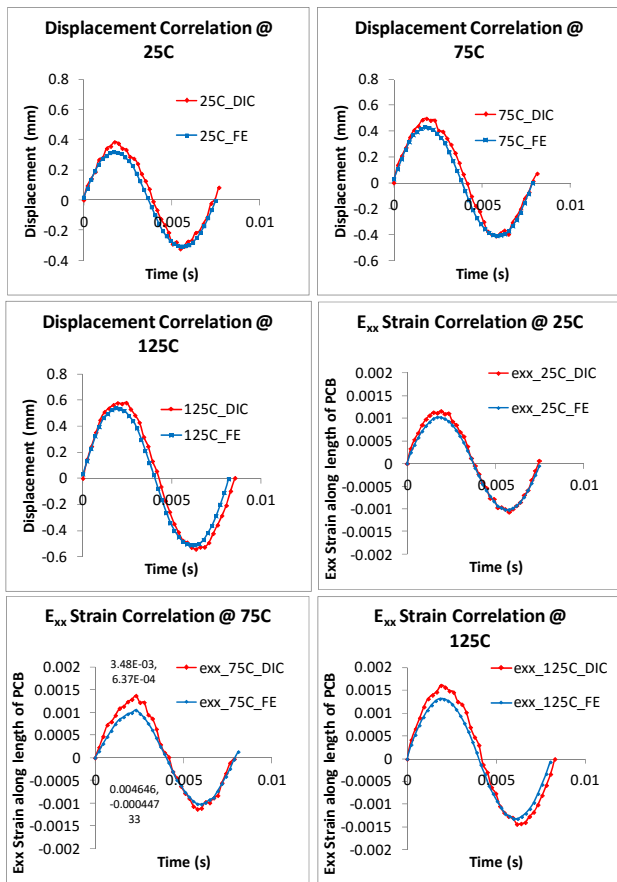 Displacement Correlation @
25C
Displacement (mm)
0.8
0.6
0.4
0.2
0
-0.2
-0.4
0
0.005
0.01
25C_DIC
25C_FE
Time (s)
Displacement Correlation @
75C
Displacement (mm)
0.8
0.6
0.4
0.2
0
-0.2
-0.4
-0.6
0
0.005
0.01
75C_DIC
75C_FE
Time (s)
Displacement Correlation @
125C
Displacement (mm)
0.8
0.6
0.4
0.2
0
-0.2
-0.4
-0.6
0
0.005
0.01
125C_DIC
125C_FE
Time (s)
Exx Strain Correlation @ 25C
Exx Strain along length of PCB
0.002
0.0015
0.001
0.0005
0
-0.0005
-0.001
-0.0015
-0.002
0
0.005
0.01
exx_25C_DIC
exx_25C_FE
Time (s)
Exx Strain Correlation @ 75C
Exx Strain along length of PCB
0.002
0.0015
0.001
0.0005
0
-0.0005
-0.001
-0.0015
-0.002
0
0.005
0.01
3.48E-03,
6.37E-04
0.004646,
-0.000447
33
exx_75C_DIC
exx_75C_FE
Time (s)
Exx Strain Correlation @
125C
Exx Strain along length of PCB
0.002
0.0015
0.001
0.0005
0
-0.0005
-0.001
-0.0015
-0.002
0
0.005
0.01
exx_125C_DIC
exx_125C_FE
Time (s)